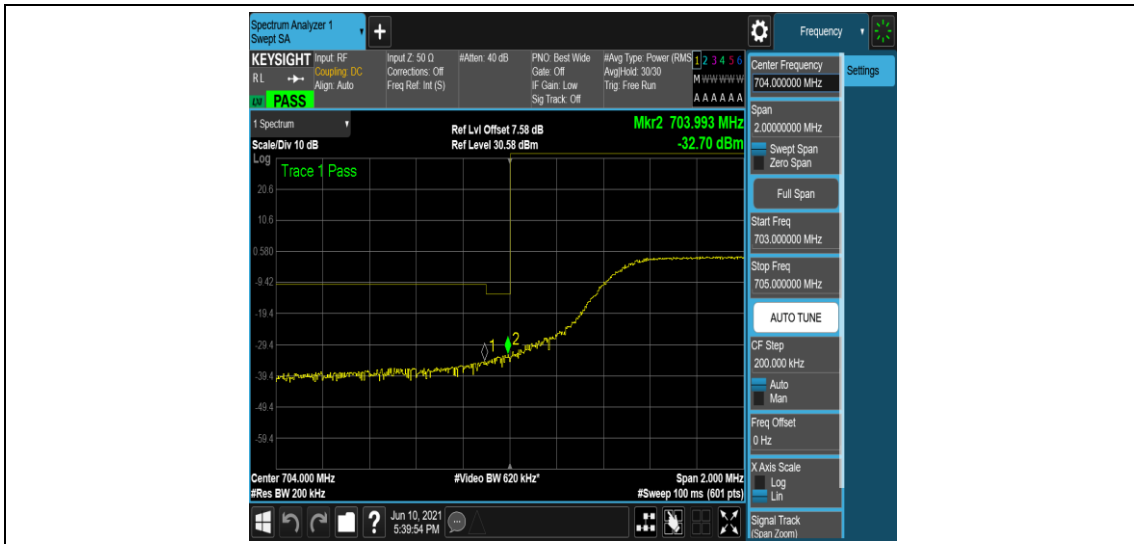 Spectrum Analyzer 1
Swept SA
+
Frequency
KEYSIGHT
Input: RF
Coupling: DC
Align: Auto
Input Z: 50 Ω
Corrections: Off
Freq Ref: Int (S)
#Atten: 40 dB
PNO: Best Wide
Gate: Off
IF Gain: Low
Sig Track: Off
#Avg Type: Power (RMS
Avg|Hold: 30/30
Trig: Free Run
1 2 3 4 5 6
M W W W W W
A A A A A A
R L
LXI
PASS
1 Spectrum
Scale/Div 10 dB
Ref Lvl Offset 7.58 dB
Ref Level 30.58 dBm
Mkr2 703.993 MHz
-32.70 dBm
Log
Trace 1 Pass
20.6
10.6
0.580
-9.42
-19.4
-29.4
-39.4
-49.4
-59.4
1
2
Center 704.000 MHz
#Res BW 200 kHz
#Video BW 620 kHz*
Span 2.000 MHz
#Sweep 100 ms (601 pts)
Center Frequency
704.000000 MHz
Settings
Span
2.00000000 MHz
Swept Span
Zero Span
Full Span
Start Freq
703.000000 MHz
Stop Freq
705.000000 MHz
AUTO TUNE
CF Step
200.000 kHz
Auto
Man
Freq Offset
0 Hz
X Axis Scale
Log
Lin
Signal Track
(Span Zoom)
?
Jun 10, 2021
5:39:54 PM